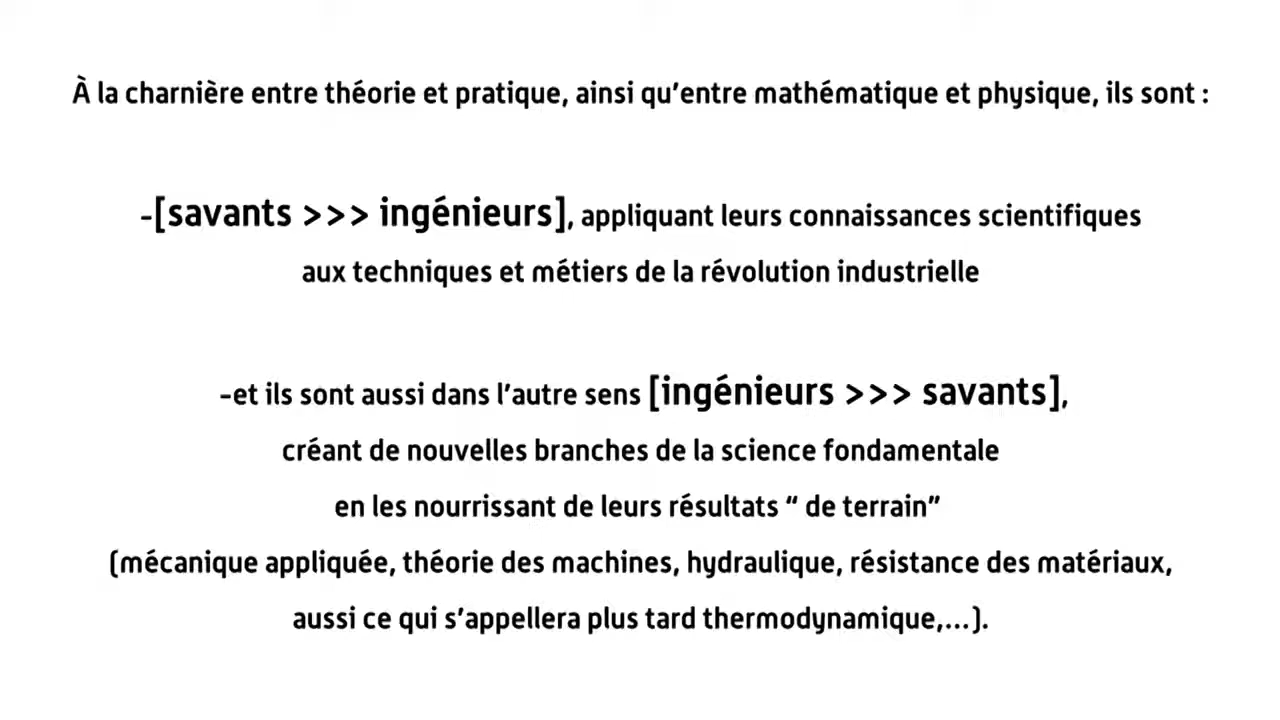 À la charnière entre théorie et pratique, ainsi qu’entre mathématique et physique, ils sont :
-[savants >>> ingénieurs], appliquant leurs connaissances scientifiques
aux techniques et métiers de la révolution industrielle
-et ils sont aussi dans l’autre sens [ingénieurs >>> savants],
créant de nouvelles branches de la science fondamentale
en les nourrissant de leurs résultats “ de terrain”
(mécanique appliquée, théorie des machines, hydraulique, résistance des matériaux,
aussi ce qui s’appellera plus tard thermodynamique,...).